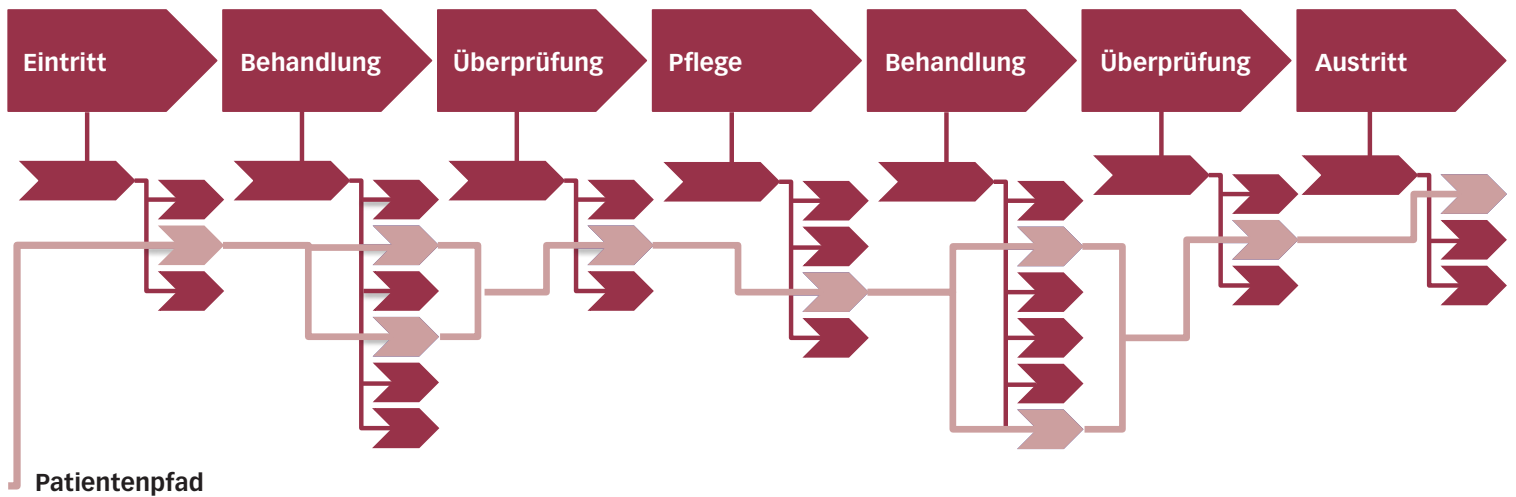 Eintritt
Behandlung
Überprüfung
Pflege
Behandlung
Überprüfung
Austritt
Patientenpfad